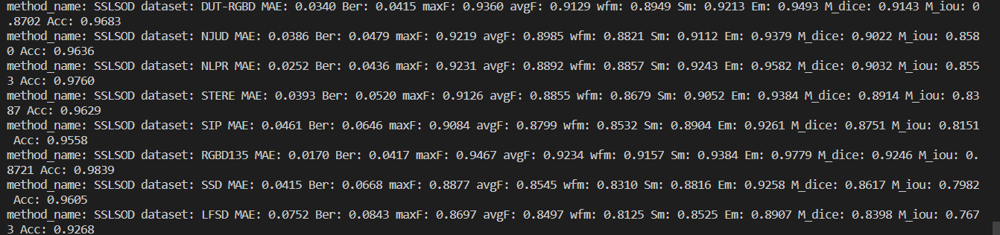 method_name: SSLSOD dataset: DUT-RGBD MAE: 0.0340 Ber: 0.0415 maxF: 0.9360 avgF: 0.9129 wfm: 0.8949 Sm: 0.9213 Em: 0.9493 M_dice: 0.9143 M_iou: 0
.8702 Acc: 0.9683
method_name: SSLSOD dataset: NJUD MAE: 0.0386 Ber: 0.0479 maxF: 0.9219 avgF: 0.8985 wfm: 0.8821 Sm: 0.9112 Em: 0.9379 M_dice: 0.9022 M_iou: 0.858
0 Acc: 0.9636
method_name: SSLSOD dataset: NLPR MAE: 0.0252 Ber: 0.0436 maxF: 0.9231 avgF: 0.8892 wfm: 0.8857 Sm: 0.9243 Em: 0.9582 M_dice: 0.9032 M_iou: 0.855
3 Acc: 0.9760
method_name: SSLSOD dataset: STERE MAE: 0.0393 Ber: 0.0520 maxF: 0.9126 avgF: 0.8855 wfm: 0.8679 Sm: 0.9052 Em: 0.9384 M_dice: 0.8914 M_iou: 0.83
87 Acc: 0.9629
method_name: SSLSOD dataset: SIP MAE: 0.0461 Ber: 0.0646 maxF: 0.9084 avgF: 0.8799 wfm: 0.8532 Sm: 0.8904 Em: 0.9261 M_dice: 0.8751 M_iou: 0.8151
 Acc: 0.9558
method_name: SSLSOD dataset: RGBD135 MAE: 0.0170 Ber: 0.0417 maxF: 0.9467 avgF: 0.9234 wfm: 0.9157 Sm: 0.9384 Em: 0.9779 M_dice: 0.9246 M_iou: 0.
8721 Acc: 0.9839
method_name: SSLSOD dataset: SSD MAE: 0.0415 Ber: 0.0668 maxF: 0.8877 avgF: 0.8545 wfm: 0.8310 Sm: 0.8816 Em: 0.9258 M_dice: 0.8617 M_iou: 0.7982
 Acc: 0.9605
method_name: SSLSOD dataset: LFSD MAE: 0.0752 Ber: 0.0843 maxF: 0.8697 avgF: 0.8497 wfm: 0.8125 Sm: 0.8525 Em: 0.8907 M_dice: 0.8398 M_iou: 0.767
3 Acc: 0.9268